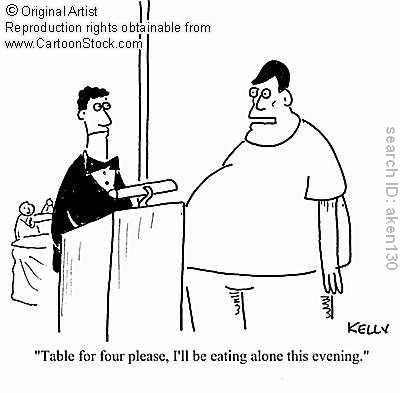 © Original Artist
Reproduction rights obtainable from
www.CartoonStock.com
search ID: aken130
KELLY
"Table for four please, I'll be eating alone this evening."